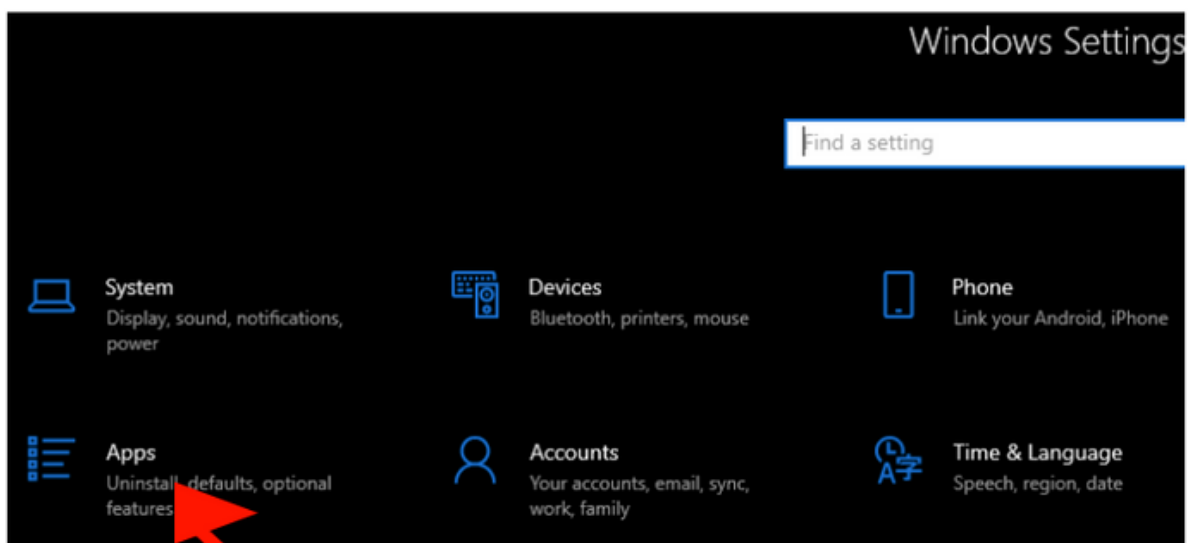 Windows Settings
Find a setting
System
Display, sound, notifications,
power
Devices
Bluetooth, printers, mouse
Phone
Link your Android, iPhone
Apps
Uninstall, defaults, optional
features
Accounts
Your accounts, email, sync,
work, family
Time & Language
Speech, region, date